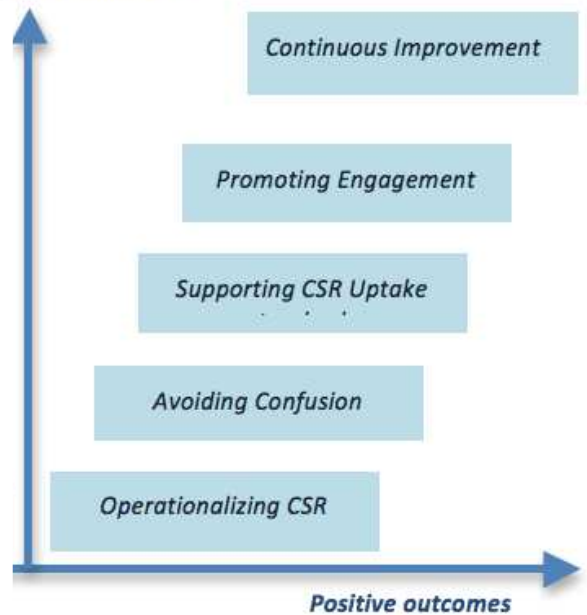 Continuous Improvement
Promoting Engagement
Supporting CSR Uptake
Avoiding Confusion
Operationalizing CSR
Positive outcomes